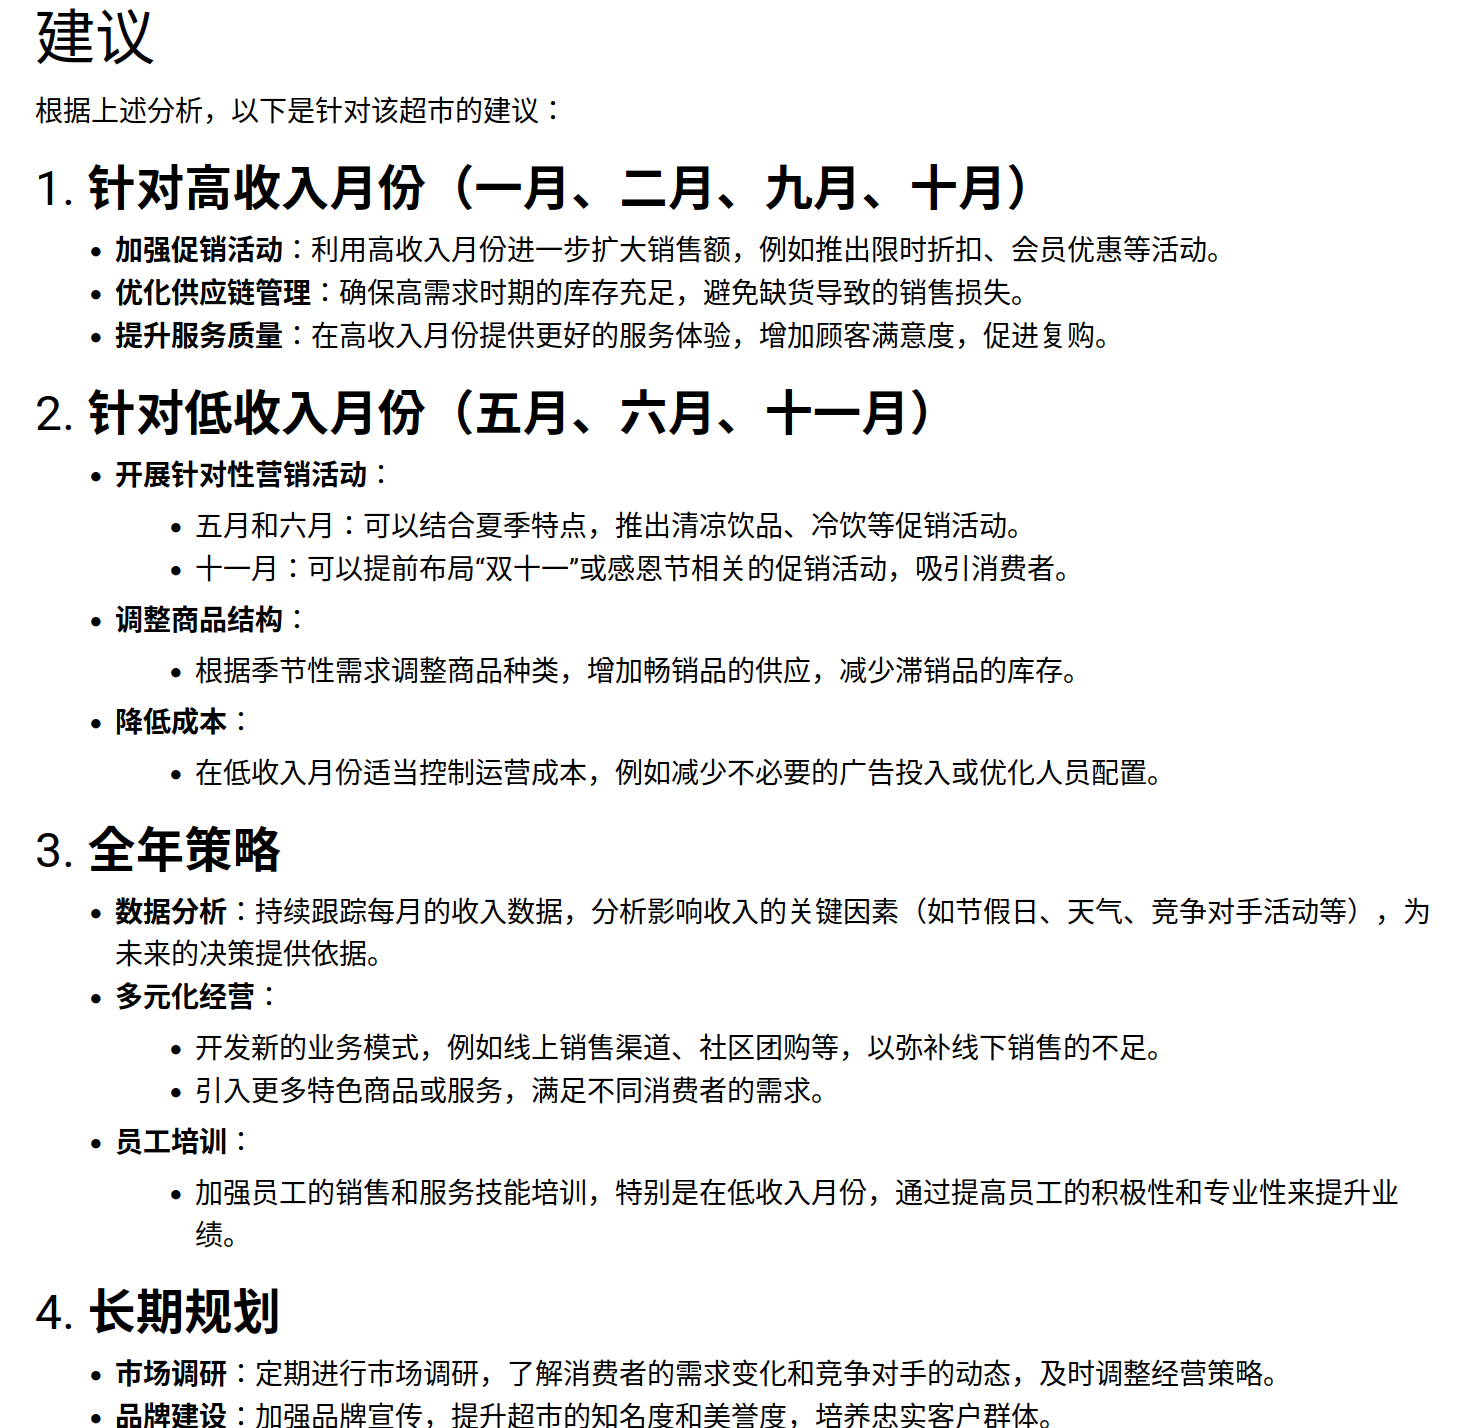 建议
根据上述分析，以下是针对该超市的建议：
1. 针对高收入月份（一月、二月、九月、十月）
• 加强促销活动：利用高收入月份进一步扩大销售额，例如推出限时折扣、会员优惠等活动。
• 优化供应链管理：确保高需求时期的库存充足，避免缺货导致的销售损失。
• 提升服务质量：在高收入月份提供更好的服务体验，增加顾客满意度，促进复购。
2. 针对低收入月份（五月、六月、十一月）
• 开展针对性营销活动：
• 五月和六月：可以结合夏季特点，推出清凉饮品、冷饮等促销活动。
• 十一月：可以提前布局“双十一”或感恩节相关的促销活动，吸引消费者。
• 调整商品结构：
• 根据季节性需求调整商品种类，增加畅销品的供应，减少滞销品的库存。
• 降低成本：
• 在低收入月份适当控制运营成本，例如减少不必要的广告投入或优化人员配置。
3. 全年策略
• 数据分析：持续跟踪每月的收入数据，分析影响收入的关键因素（如节假日、天气、竞争对手活动等），为
未来的决策提供依据。
• 多元化经营：
• 开发新的业务模式，例如线上销售渠道、社区团购等，以弥补线下销售的不足。
• 引入更多特色商品或服务，满足不同消费者的需求。
• 员工培训：
• 加强员工的销售和服务技能培训，特别是在低收入月份，通过提高员工的积极性和专业性来提升业
绩。
4. 长期规划
• 市场调研：定期进行市场调研，了解消费者的需求变化和竞争对手的动态，及时调整经营策略。
• 品牌建设：加强品牌宣传，提升超市的知名度和美誉度，培养忠实客户群体。